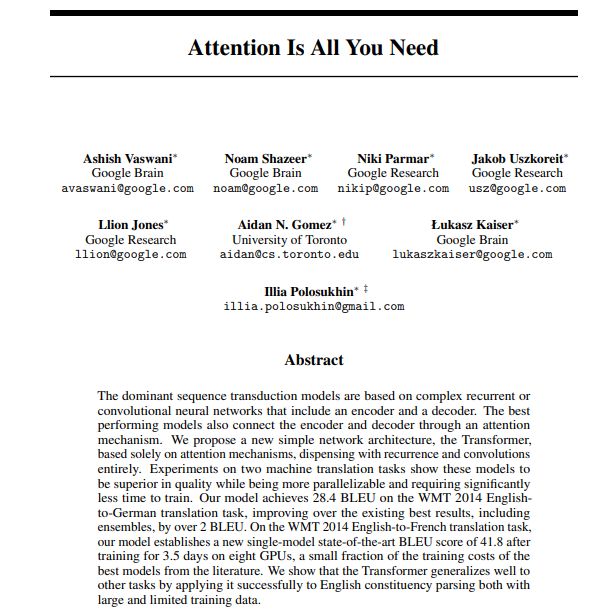 Attention Is All You Need
Ashish Vaswani∗ Noam Shazeer∗ Niki Parmar∗ Jakob Uszkoreit∗
Google Brain Google Brain Google Research Google Research
avaswani@google.com noam@google.com nikip@google.com usz@google.com
Llion Jones∗ Aidan N. Gomez∗ † Łukasz Kaiser∗
Google Research University of Toronto Google Brain
llion@google.com aidan@cs.toronto.edu lukaszkaiser@google.com
Illia Polosukhin∗ ‡
illia.polosukhin@gmail.com
Abstract
The dominant sequence transduction models are based on complex recurrent or
convolutional neural networks that include an encoder and a decoder. The best
performing models also connect the encoder and decoder through an attention
mechanism. We propose a new simple network architecture, the Transformer,
based solely on attention mechanisms, dispensing with recurrence and convolutions
entirely. Experiments on two machine translation tasks show these models to
be superior in quality while being more parallelizable and requiring significantly
less time to train. Our model achieves 28.4 BLEU on the WMT 2014 English-
to-German translation task, improving over the existing best results, including
ensembles, by over 2 BLEU. On the WMT 2014 English-to-French translation task,
our model establishes a new single-model state-of-the-art BLEU score of 41.8 after
training for 3.5 days on eight GPUs, a small fraction of the training costs of the
best models from the literature. We show that the Transformer generalizes well to
other tasks by applying it successfully to English constituency parsing both with
large and limited training data.